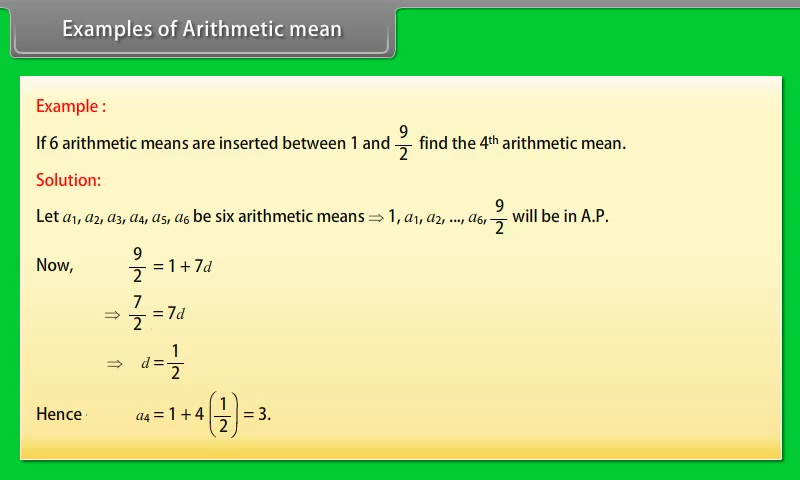 Examples of Arithmetic mean
Example :
If 6 arithmetic means are inserted between 1 and 9/2 find the 4th arithmetic mean.
Solution:
Let a₁, a₂, a₃, a₄, a₅, a₆ be six arithmetic means ⇒ 1, a₁, a₂, ..., a₆, 9/2 will be in A.P.
Now, 9/2 = 1 + 7d
⇒ 7/2 = 7d
⇒ d = 1/2
Hence a₄ = 1 + 4 (1/2) = 3.